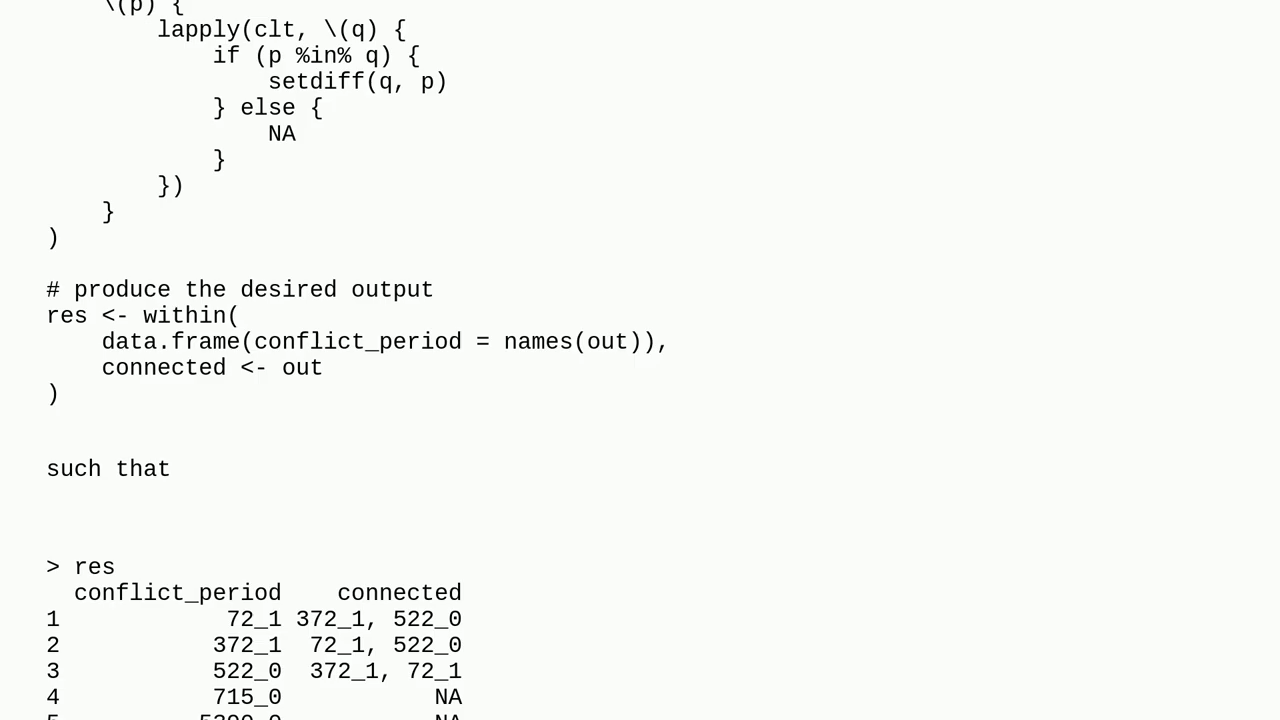 \(p) {
lapply(clt, \(q) {
if (p %in% q) {
setdiff(q, p)
} else {
NA
}
})
}
)
# produce the desired output
res <- within(
data.frame(conflict_period = names(out)),
connected <- out
)
such that
> res
conflict_period connected
1 72_1 372_1, 522_0
2 372_1 72_1, 522_0
3 522_0 372_1, 72_1
4 715_0 NA